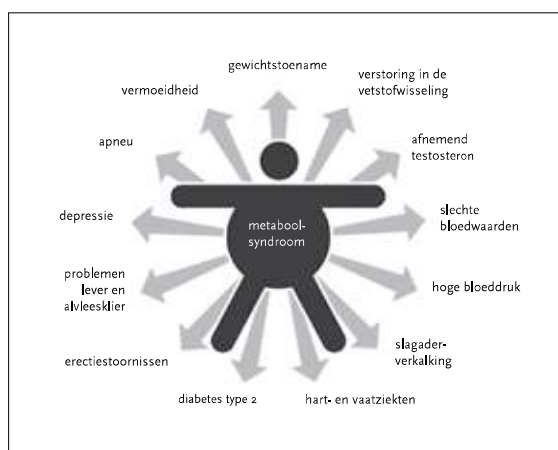 gewichtstoename
verstoring in de
vetstofwisseling
afnemend
testosteron
slechte
bloedwaarden
hoge bloeddruk
slagader-
verkalking
hart- en vaatziekten
diabetes type 2
erectiestoornissen
problemen
lever en
alvleesklier
depressie
apneu
vermoeidheid
metabool-
syndroom